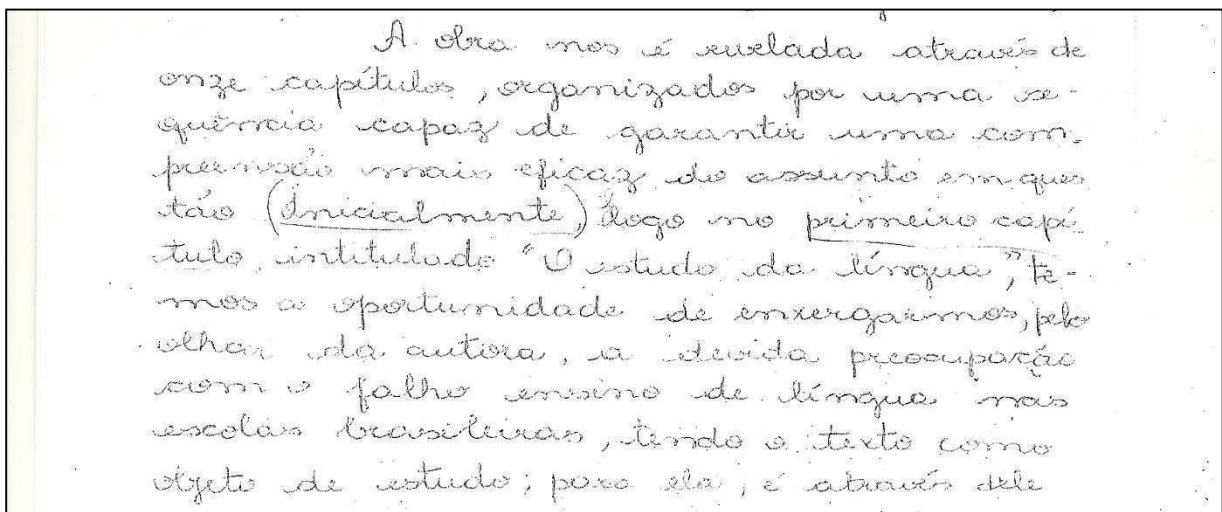 A obra nos é revelada através de
onze capítulos, organizados por uma se-
quência capaz de garantir uma com-
preensão mais eficaz do assunto em ques
tão (Inicialmente) logo no primeiro capí
tulo, intitulado "O estudo da língua", te-
mos a oportunidade de enxergarmos, pelo
olhar da autora, a devida preocupação
com o falho ensino de língua nas
escolas brasileiras, tendo o texto como
objeto de estudo; para ela, é através dele